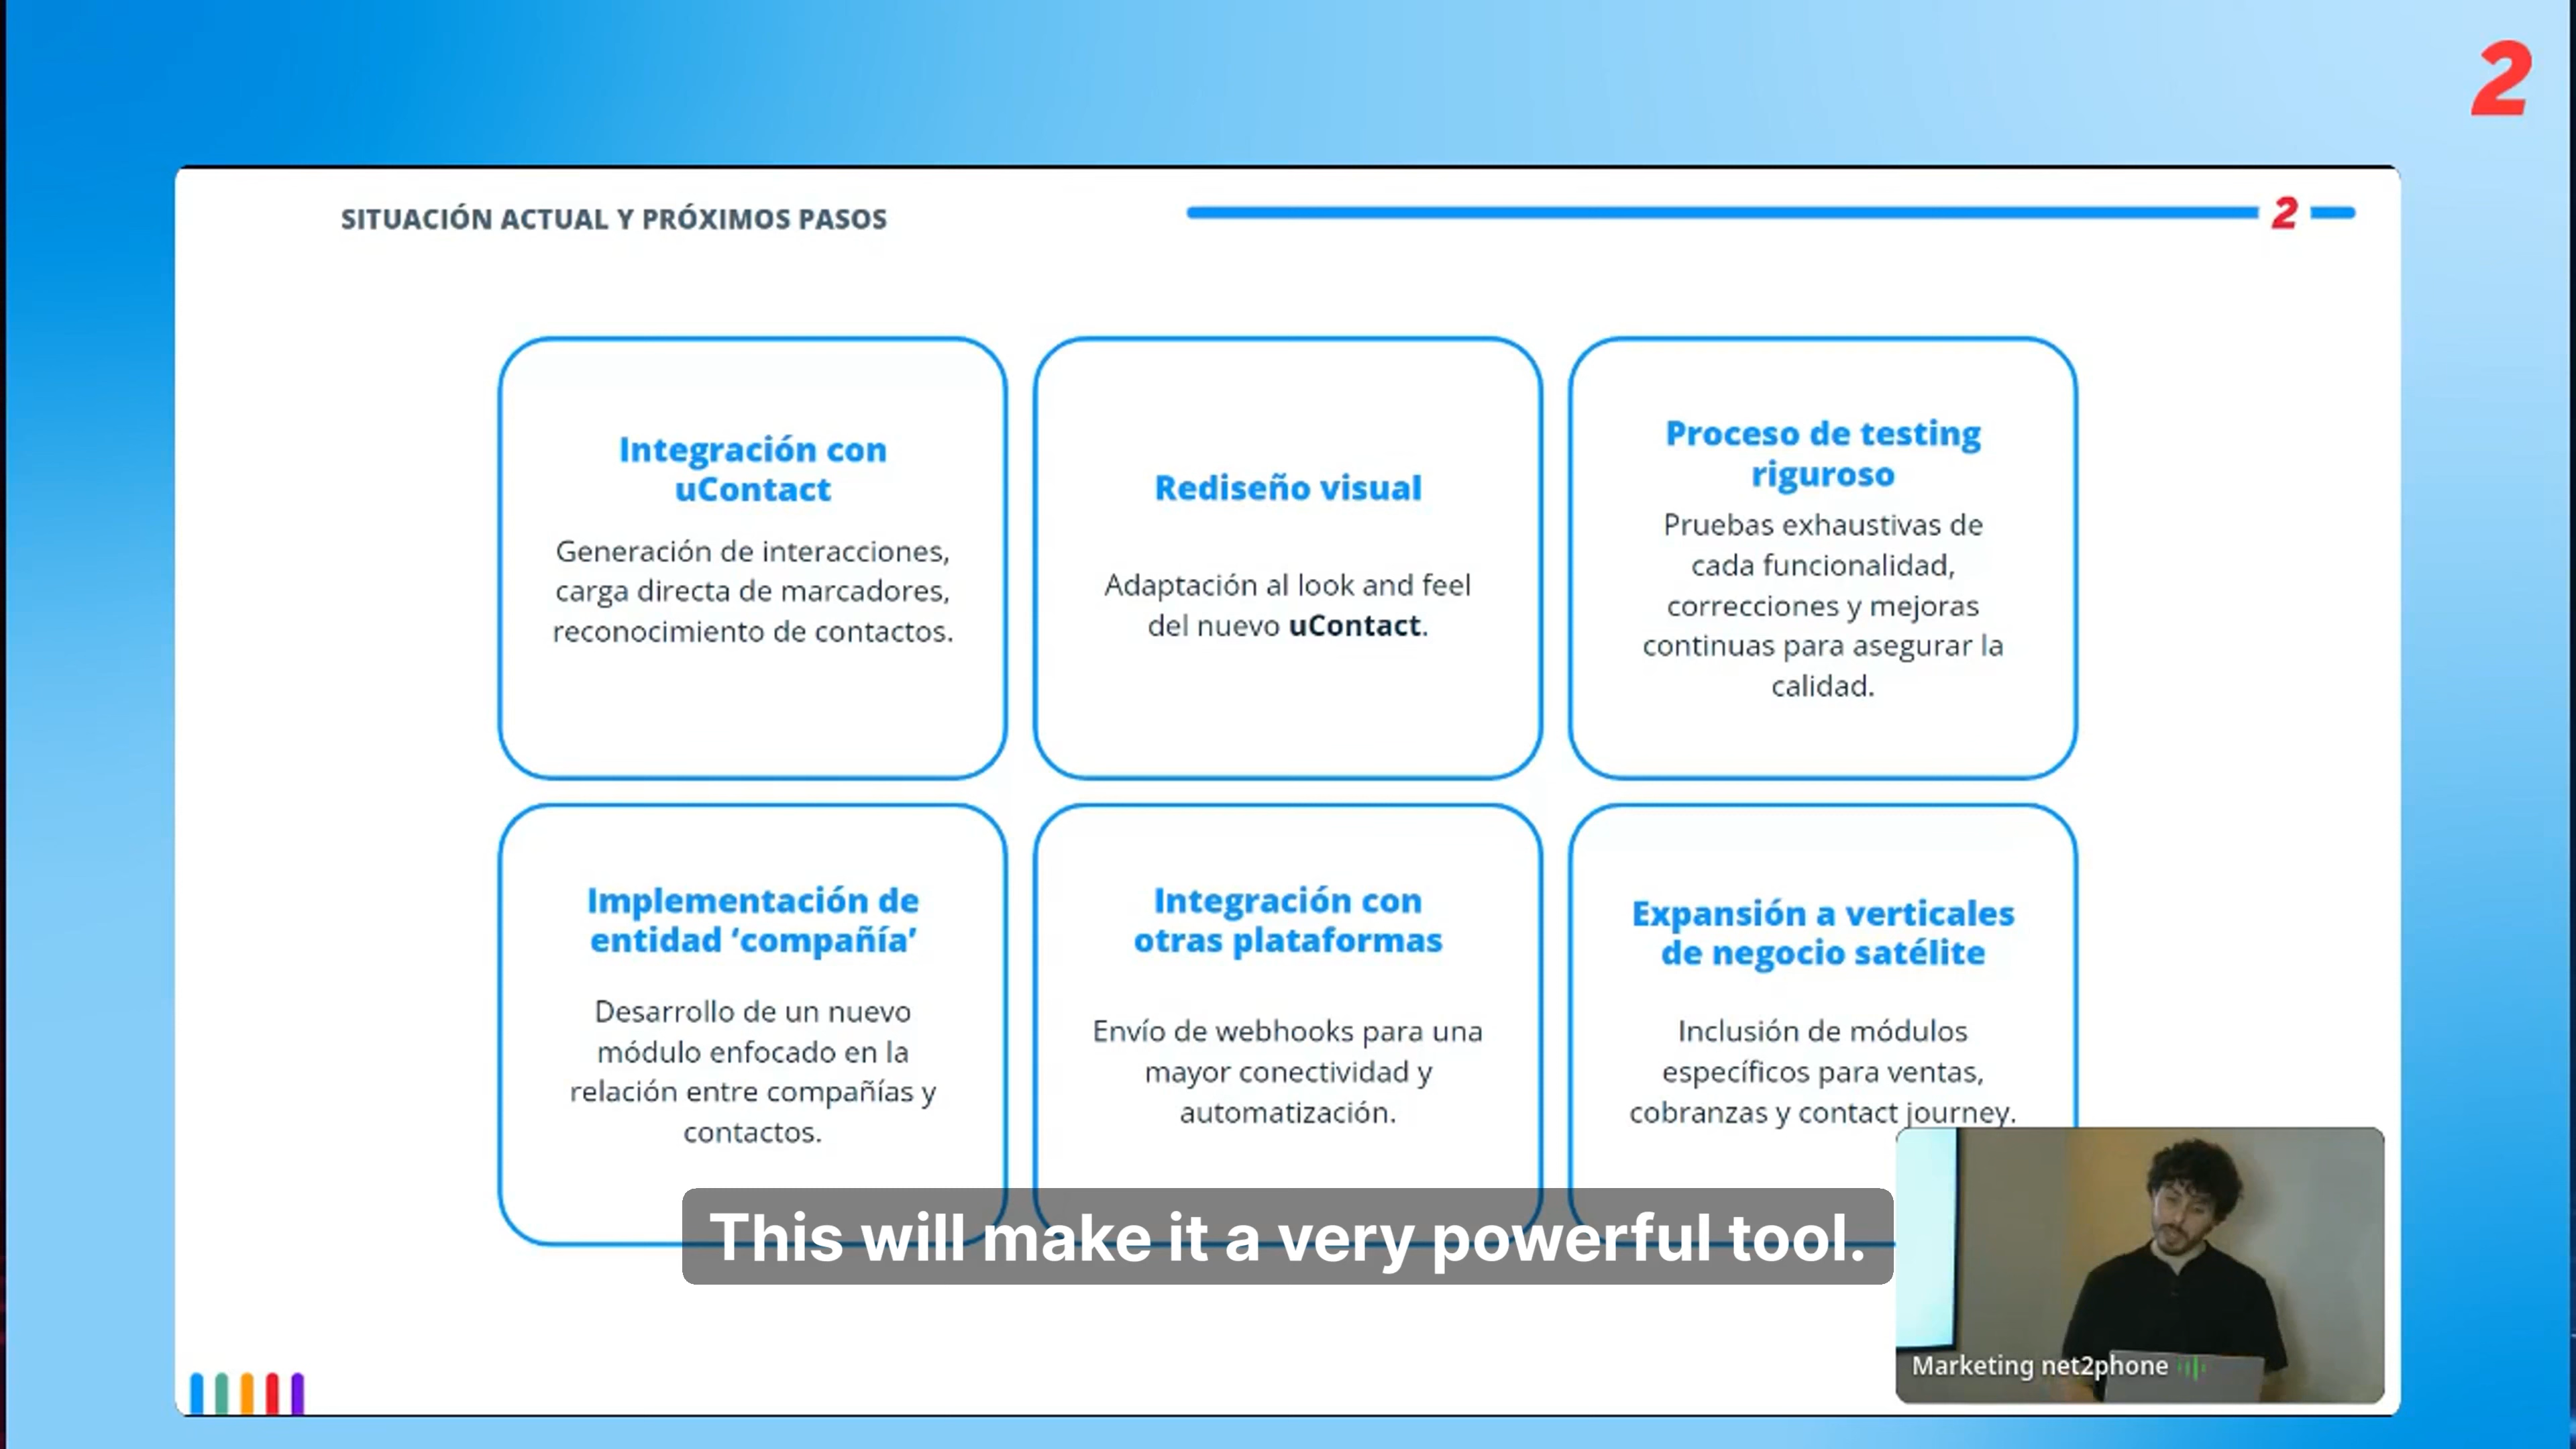 2
SITUACIÓN ACTUAL Y PRÓXIMOS PASOS
2
Integración con
uContact
Generación de interacciones,
carga directa de marcadores,
reconocimiento de contactos.
Rediseño visual
Adaptación al look and feel
del nuevo uContact.
Proceso de testing
riguroso
Pruebas exhaustivas de
cada funcionalidad,
correcciones y mejoras
continuas para asegurar la
calidad.
Implementación de
entidad ‘compañía’
Desarrollo de un nuevo
módulo enfocado en la
relación entre compañías y
contactos.
Integración con
otras plataformas
Envío de webhooks para una
mayor conectividad y
automatización.
Expansión a verticales
de negocio satélite
Inclusión de módulos
específicos para ventas,
cobranzas y contact journey.
This will make it a very powerful tool.
Marketing net2phone